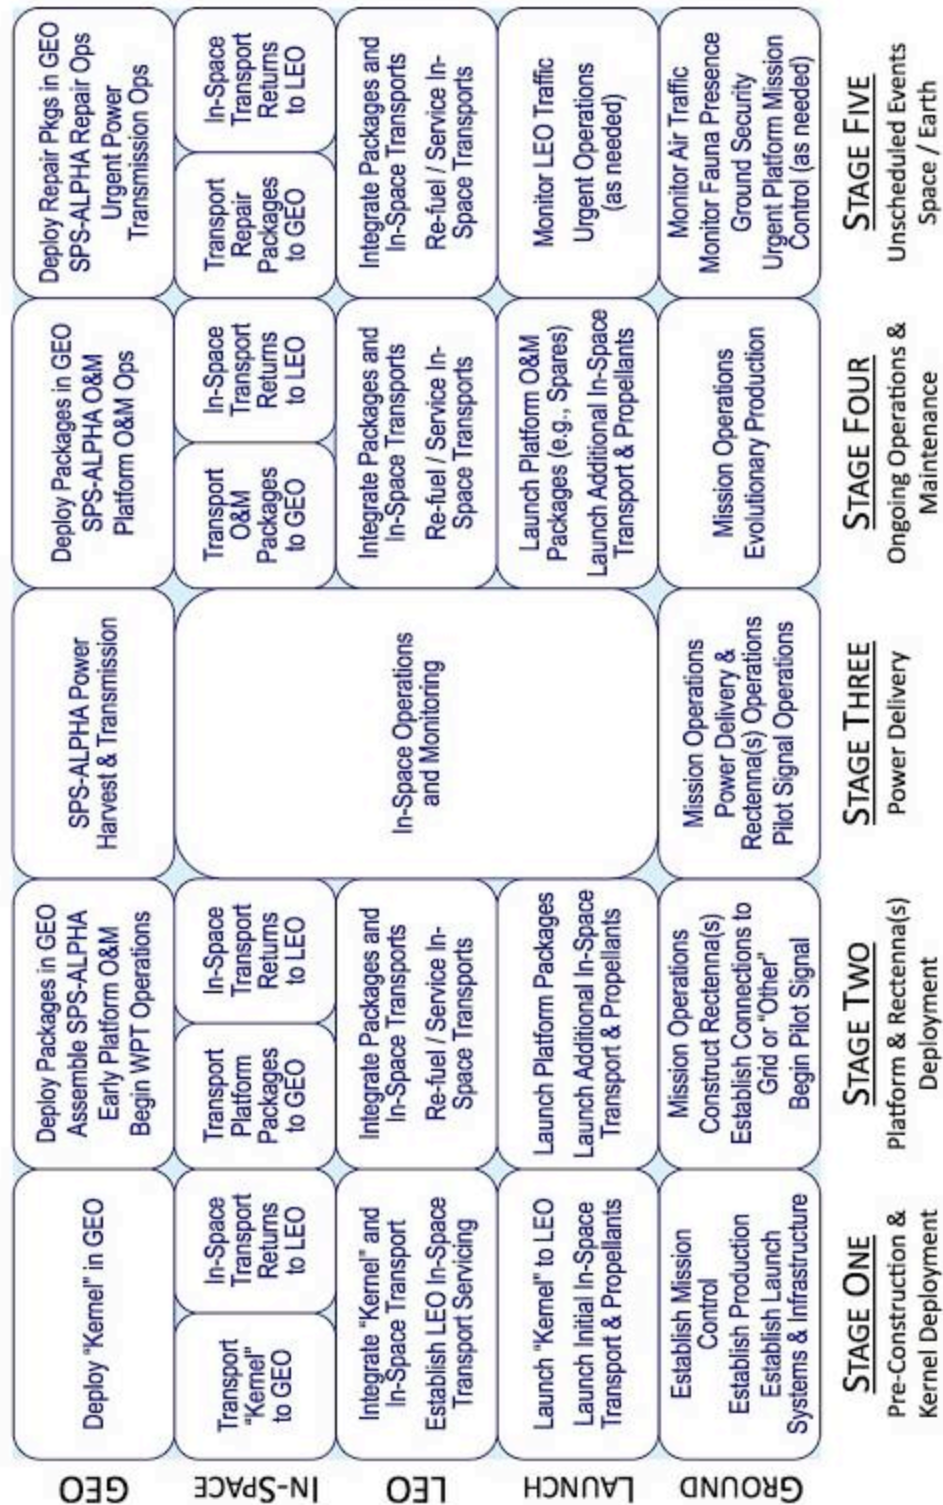 GEO
Deploy "Kernel" in GEO
Deploy Packages in GEO
Assemble SPS-ALPHA
Early Platform O&M
Begin WPT Operations
SPS-ALPHA Power
Harvest & Transmission
Deploy Packages in GEO
SPS-ALPHA O&M
Platform O&M Ops
Deploy Repair Pkgs in GEO
SPS-ALPHA Repair Ops
Urgent Power
Transmission Ops
IN-SPACE
Transport
"Kernel"
to GEO
In-Space
Transport
Returns
to LEO
Transport
Platform
Packages
to GEO
In-Space
Transport
Returns
to LEO
In-Space Operations
and Monitoring
Transport
O&M
Packages
to GEO
In-Space
Transport
Returns
to LEO
Transport
Repair
Packages
to GEO
In-Space
Transport
Returns
to LEO
LEO
Integrate "Kernel" and
In-Space Transport
Establish LEO In-Space
Transport Servicing
Integrate Packages and
In-Space Transports
Re-fuel / Service In-
Space Transports
Integrate Packages and
In-Space Transports
Re-fuel / Service In-
Space Transports
Integrate Packages and
In-Space Transports
Re-fuel / Service In-
Space Transports
LAUNCH
Launch "Kernel" to LEO
Launch Initial In-Space
Transport & Propellants
Launch Platform Packages
Launch Additional In-Space
Transport & Propellants
Launch Platform O&M
Packages (e.g., Spares)
Launch Additional In-Space
Transport & Propellants
Monitor LEO Traffic
Urgent Operations
(as needed)
GROUND
Establish Mission
Control
Establish Production
Establish Launch
Systems & Infrastructure
Mission Operations
Construct Rectenna(s)
Establish Connections to
Grid or "Other"
Begin Pilot Signal
Mission Operations
Power Delivery &
Rectenna(s) Operations
Pilot Signal Operations
Mission Operations
Evolutionary Production
Monitor Air Traffic
Monitor Fauna Presence
Ground Security
Urgent Platform Mission
Control (as needed)
STAGE ONE
Pre-Construction &
Kernel Deployment
STAGE TWO
Platform & Rectenna(s)
Deployment
STAGE THREE
Power Delivery
STAGE FOUR
Ongoing Operations &
Maintenance
STAGE FIVE
Unscheduled Events
Space / Earth